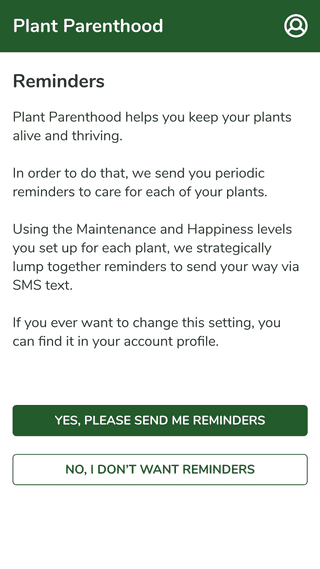 Plant Parenthood
Reminders
Plant Parenthood helps you keep your plants
alive and thriving.
In order to do that, we send you periodic
reminders to care for each of your plants.
Using the Maintenance and Happiness levels
you set up for each plant, we strategically
lump together reminders to send your way via
SMS text.
If you ever want to change this setting, you
can find it in your account profile.
YES, PLEASE SEND ME REMINDERS
NO, I DON'T WANT REMINDERS